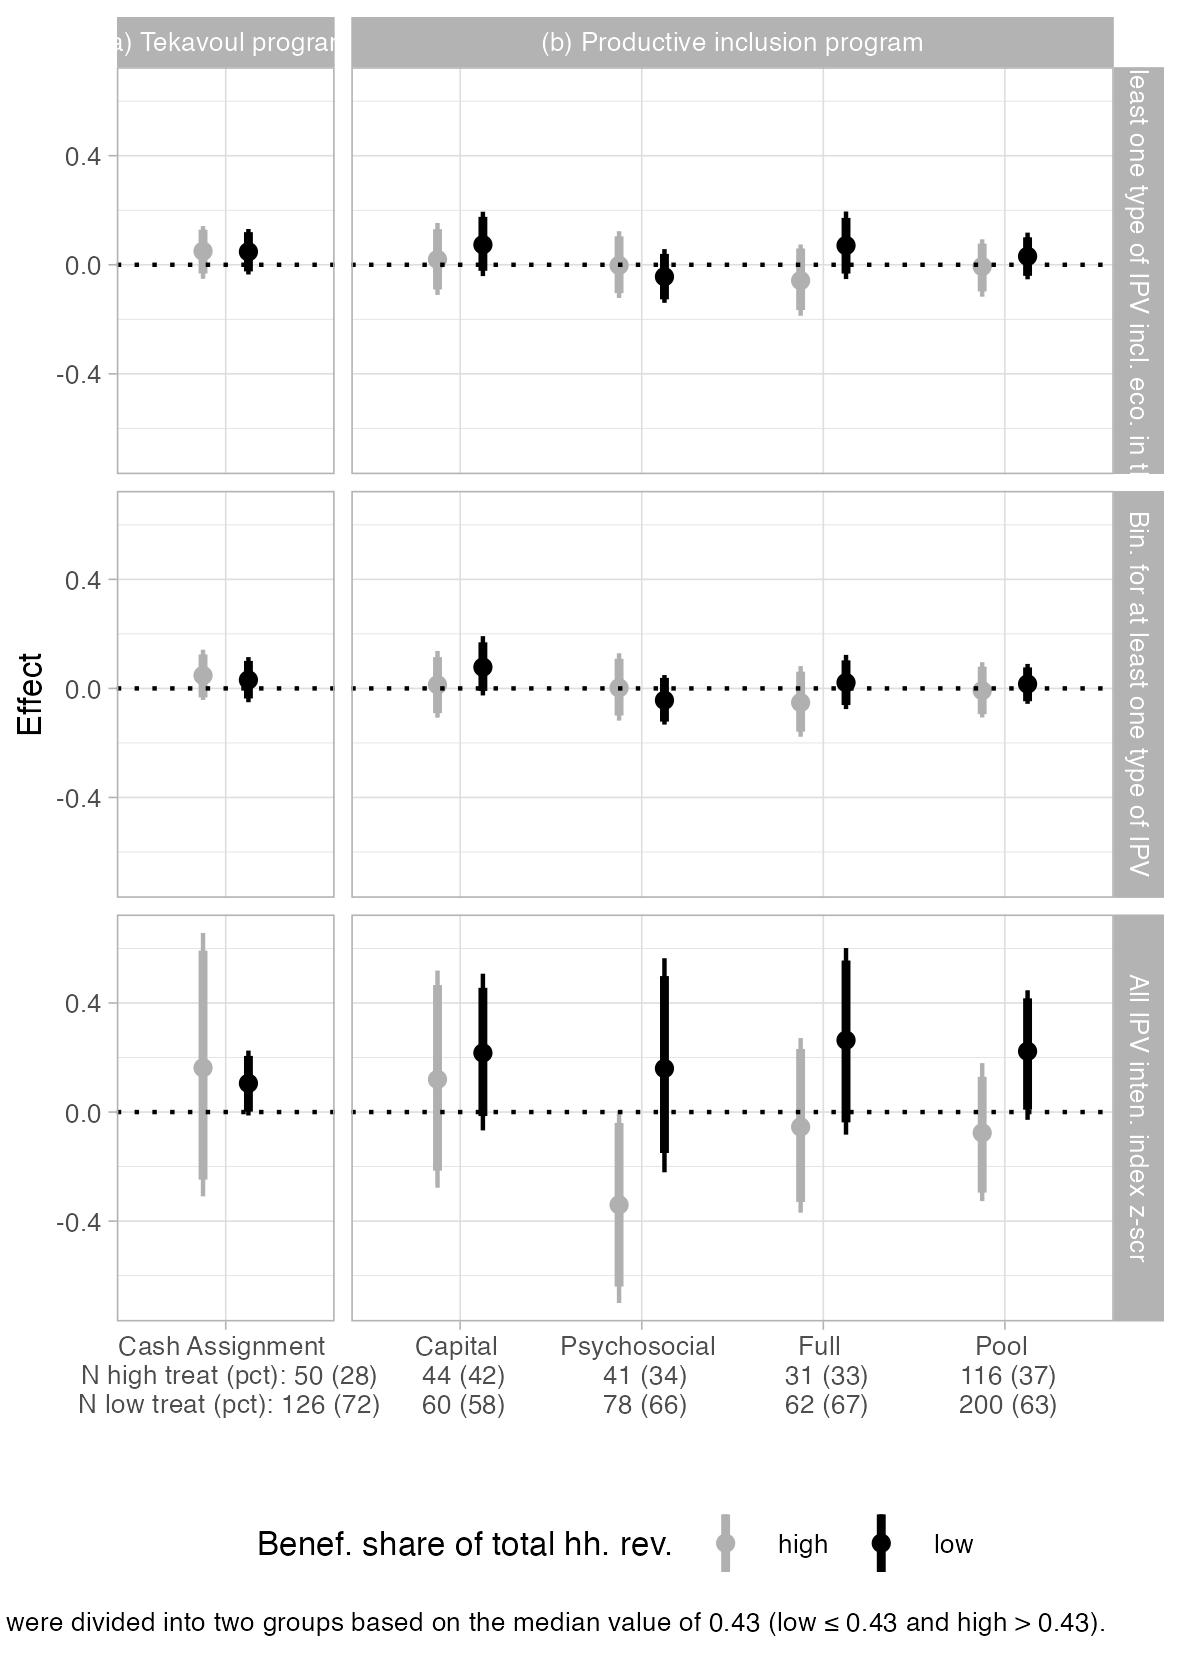 a) Tekavoul program
(b) Productive inclusion program
least one type of IPV incl. eco. in
0.4
0.0
-0.4
Bin. for at least one type of IPV
0.4
0.0
-0.4
Effect
All IPV inten. index z-scr
0.4
0.0
-0.4
Cash Assignment Capital Psychosocial Full Pool
N high treat (pct): 50 (28) 44 (42) 41 (34) 31 (33) 116 (37)
N low treat (pct): 126 (72) 60 (58) 78 (66) 62 (67) 200 (63)
Benef. share of total hh. rev. high low
were divided into two groups based on the median value of 0.43 (low ≤ 0.43 and high > 0.43).